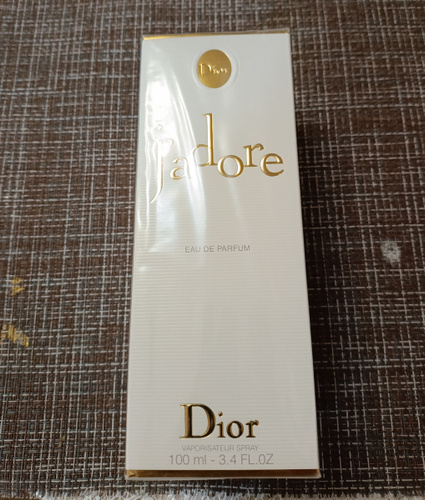 Dior
j'adore
EAU DE PARFUM
Dior
VAPORISATEUR SPRAY
100 ml - 3.4 FL.OZ